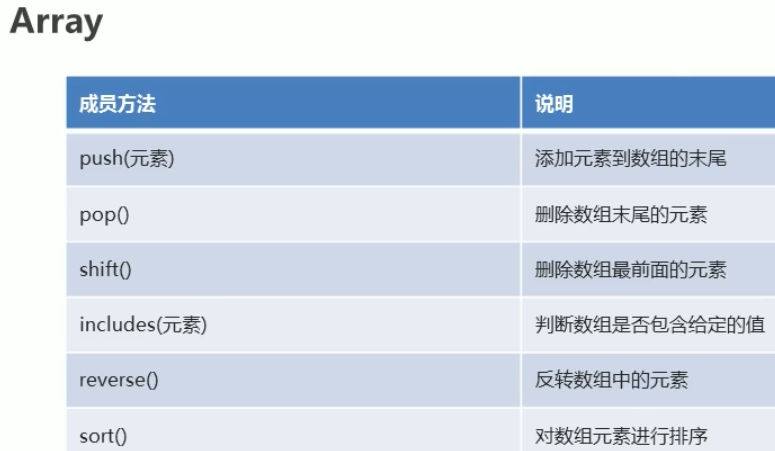 Array
成员方法 说明
push(元素) 添加元素到数组的末尾
pop() 删除数组末尾的元素
shift() 删除数组最前面的元素
includes(元素) 判断数组是否包含给定的值
reverse() 反转数组中的元素
sort() 对数组元素进行排序